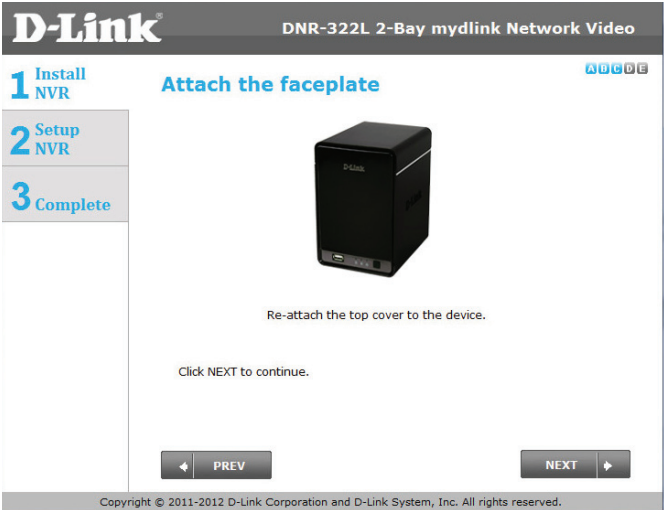 D-Link
DNR-322L 2-Bay mydlink Network Video
1 Install NVR
2 Setup NVR
3 Complete
A B C D E
Attach the faceplate
D-Link
D-Link
Re-attach the top cover to the device.
Click NEXT to continue.
PREV
NEXT
Copyright © 2011-2012 D-Link Corporation and D-Link System, Inc. All rights reserved.